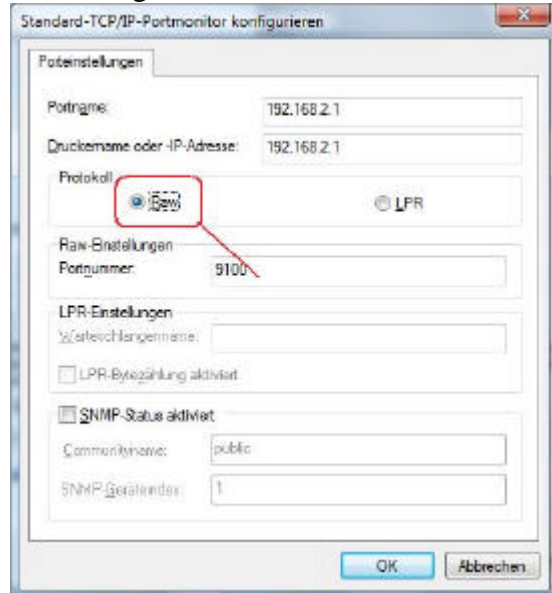 Standard-TCP/IP-Portmonitor konfigurieren
Porteinstellungen
Portname: 192.168.2.1
Druckername oder -IP-Adresse: 192.168.2.1
Protokoll
Raw LPR
Raw-Einstellungen
Portnummer: 9100
LPR-Einstellungen
Warteschlangenname:
LPR-Bytezählung aktiviert
SNMP-Status aktiviert
Communityname: public
SNMP-Geräteindex: 1
OK Abbrechen